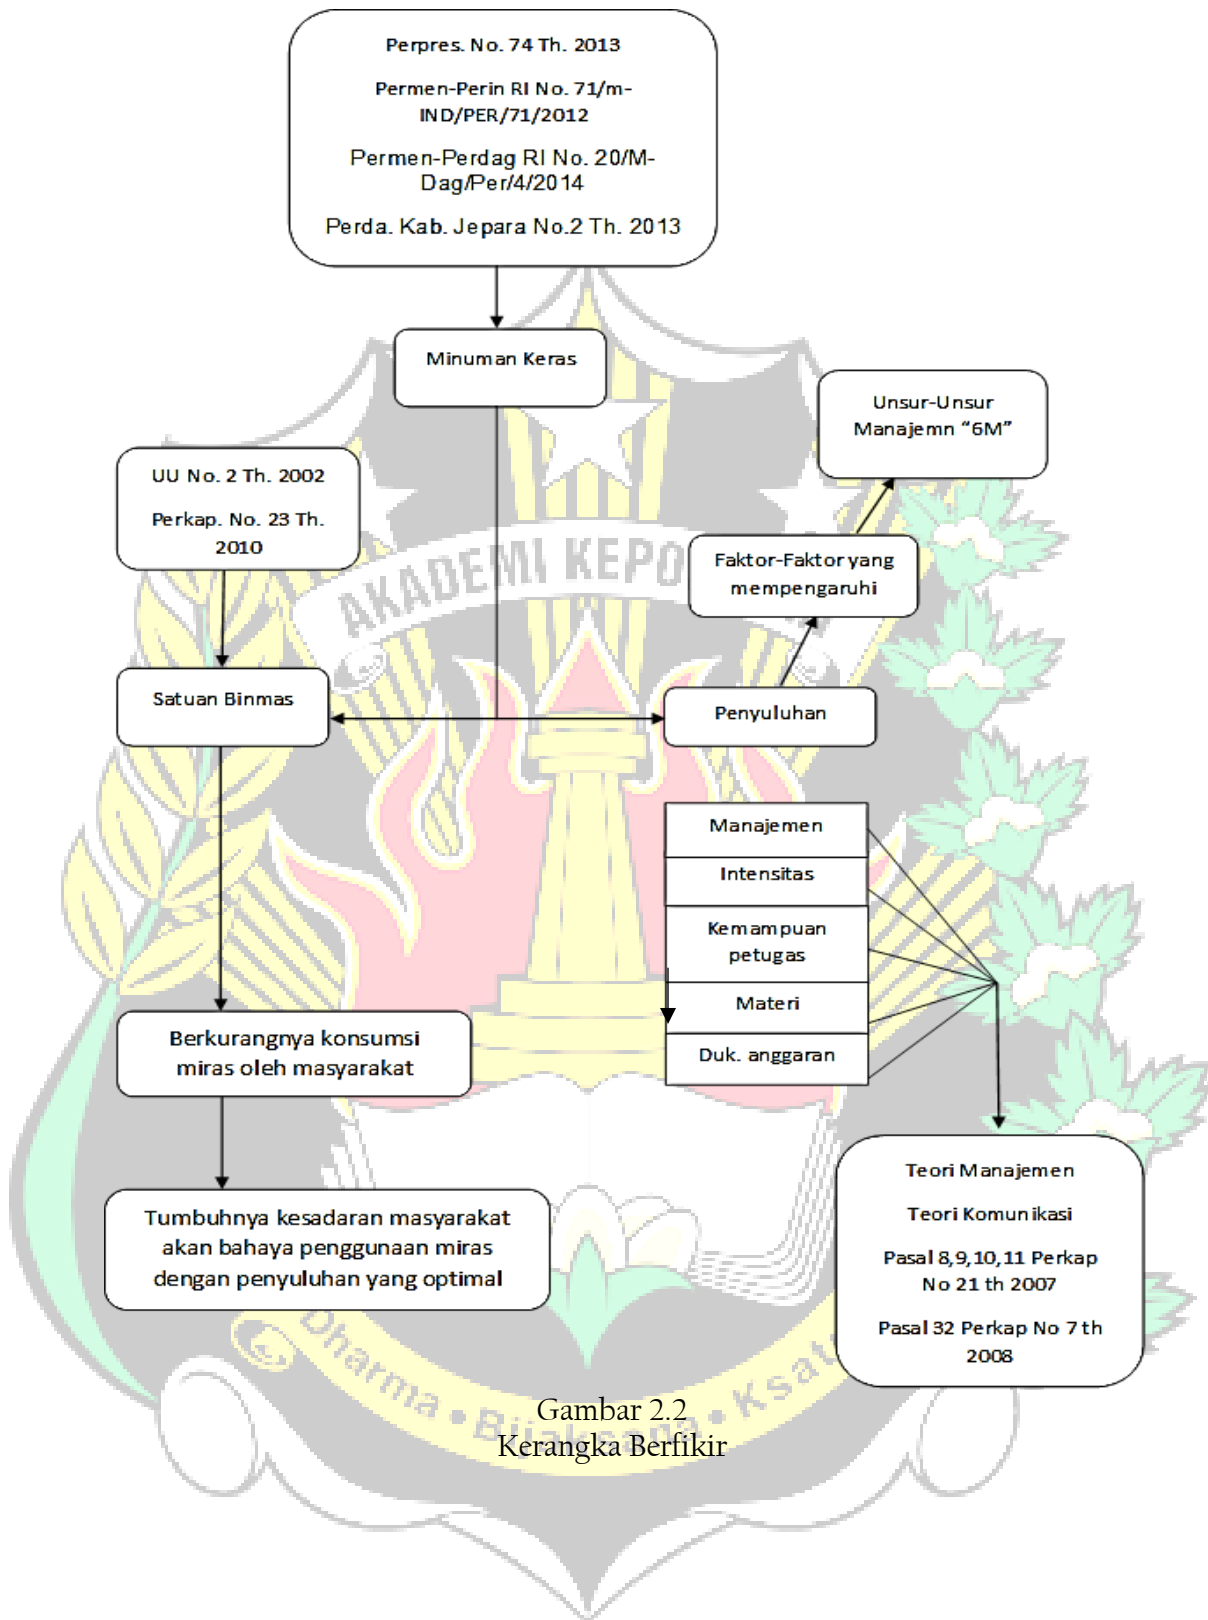 Perpres. No. 74 Th. 2013
Permen-Perin RI No. 71/m-
IND/PER/71/2012
Permen-Perdag RI No. 20/M-
Dag/Per/4/2014
Perda. Kab. Jepara No.2 Th. 2013
Minuman Keras
Unsur-Unsur
Manajemn “6M”
UU No. 2 Th. 2002
Perkap. No. 23 Th.
2010
Faktor-Faktor yang
mempengaruhi
AKADEMI KEPO
Satuan Binmas
Penyuluhan
Manajemen
Intensitas
Kemampuan
petugas
Materi
Duk. anggaran
Berkurangnya konsumsi
miras oleh masyarakat
Tumbuhnya kesadaran masyarakat
akan bahaya penggunaan miras
dengan penyuluhan yang optimal
Teori Manajemen
Teori Komunikasi
Pasal 8,9,10,11 Perkap
No 21 th 2007
Pasal 32 Perkap No 7 th
2008
Dharma • Bijaksana • Ksat
Gambar 2.2
Kerangka Berfikir